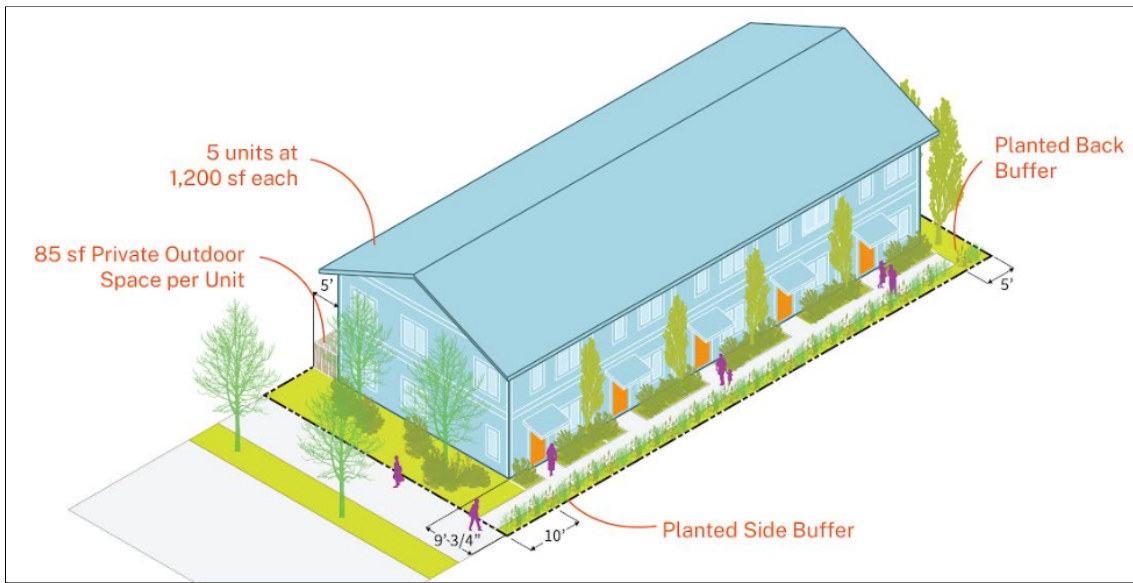 5 units at
1,200 sf each
Planted Back
Buffer
85 sf Private Outdoor
Space per Unit
5’
5’
9’-3/4”
10’
Planted Side Buffer